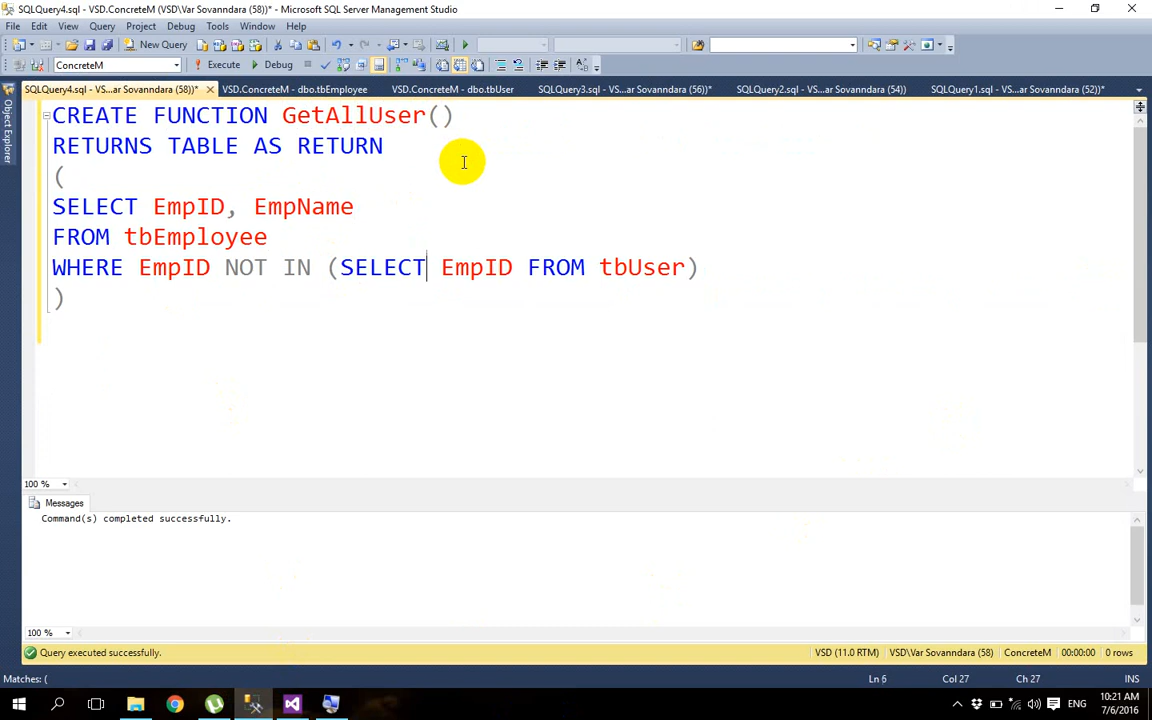 SQLQuery4.sql - VSD.ConcreteM (VSD\Var Sovanndara (58))* - Microsoft SQL Server Management Studio
File Edit View Query Project Debug Tools Window Help
New Query
ConcreteM Execute Debug
SQLQuery4.sql - VS...ar Sovanndara (58))* VSD.ConcreteM - dbo.tbEmployee VSD.ConcreteM - dbo.tbUser SQLQuery3.sql - VS...ar Sovanndara (56))* SQLQuery2.sql - VS...ar Sovanndara (54)) SQLQuery1.sql - VS...ar Sovanndara (52))*
Object Explorer
CREATE FUNCTION GetAllUser()
RETURNS TABLE AS RETURN
(
SELECT EmpID, EmpName
FROM tbEmployee
WHERE EmpID NOT IN (SELECT EmpID FROM tbUser)
)
100 %
Messages
Command(s) completed successfully.
100 %
Query executed successfully. VSD (11.0 RTM) VSD\Var Sovanndara (58) ConcreteM 00:00:00 0 rows
Matches: ( Ln 6 Col 27 Ch 27 INS
ENG 10:21 AM
7/6/2016